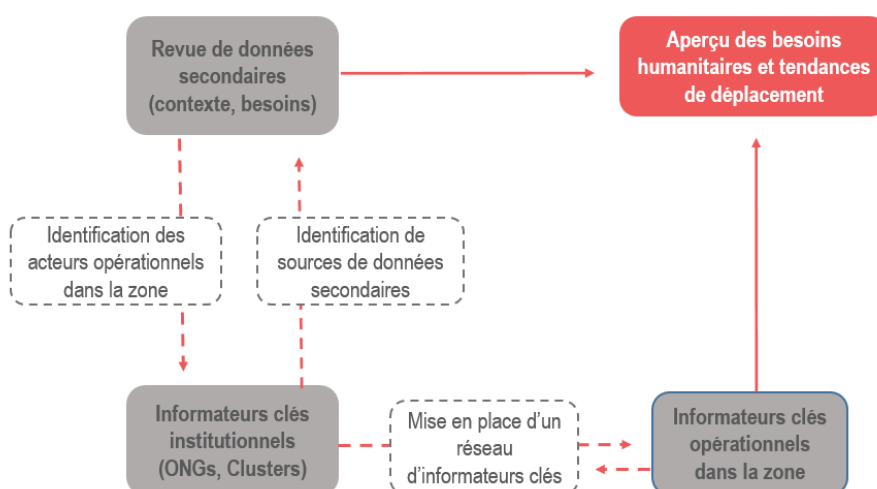 Revue de données
secondaires
(contexte, besoins)
Aperçu des besoins
humanitaires et tendances
de déplacement
Identification des
acteurs opérationnels
dans la zone
Identification de
sources de données
secondaires
Informateurs clés
institutionnels
(ONGs, Clusters)
Mise en place d'un
réseau
d'informateurs clés
Informateurs clés
opérationnels
dans la zone